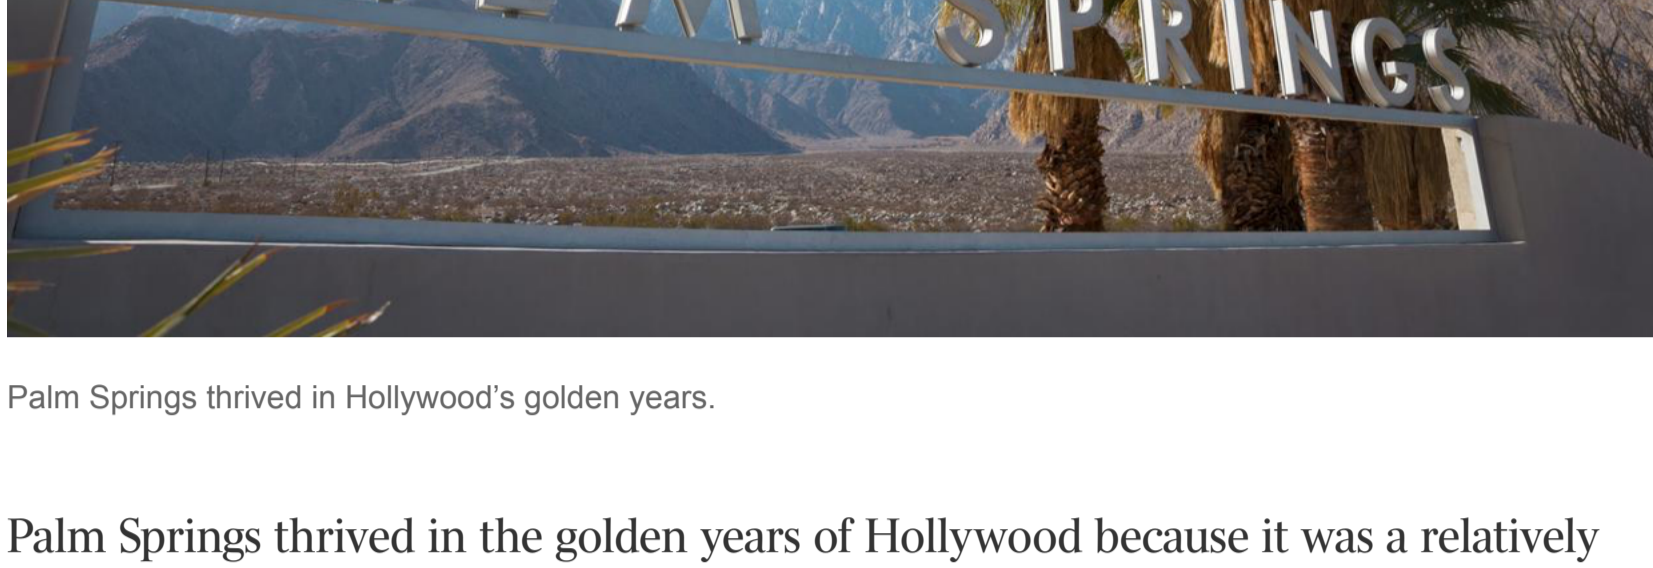 SPRINGS
Palm Springs thrived in Hollywood’s golden years.
Palm Springs thrived in the golden years of Hollywood because it was a relatively